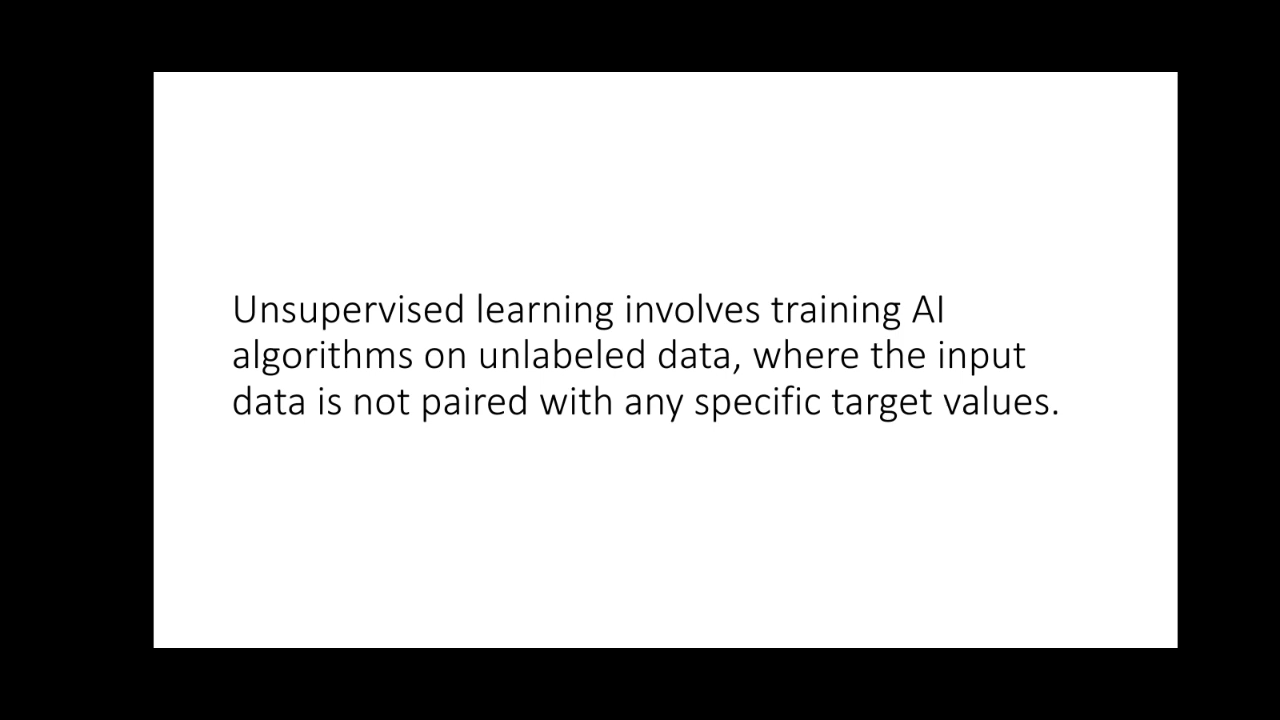 Unsupervised learning involves training AI
algorithms on unlabeled data, where the input
data is not paired with any specific target values.